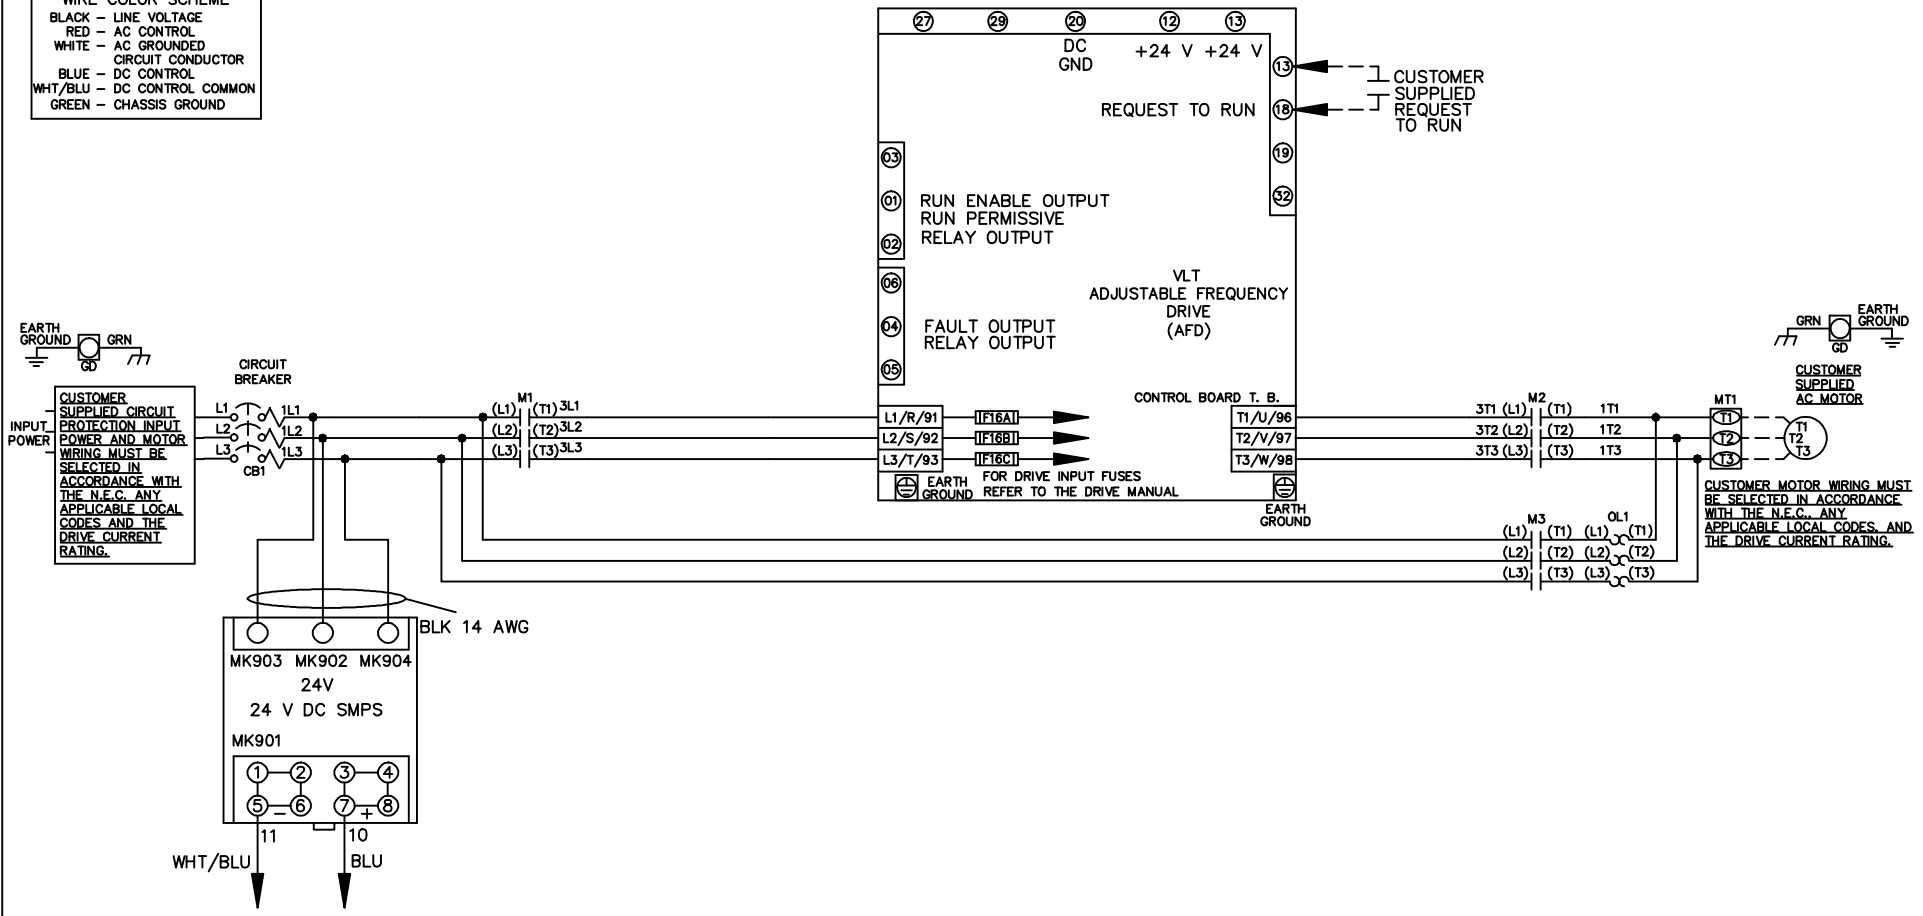 WIRE COLOR SCHEME
BLACK – LINE VOLTAGE
RED – AC CONTROL
WHITE – AC GROUNDED
CIRCUIT CONDUCTOR
BLUE – DC CONTROL
WHT/BLU – DC CONTROL COMMON
GREEN – CHASSIS GROUND
27 29 20 12 13
DC
GND
+24 V +24 V
13
REQUEST TO RUN 18
19
32
CUSTOMER
SUPPLIED
REQUEST
TO RUN
03
01
02
RUN ENABLE OUTPUT
RUN PERMISSIVE
RELAY OUTPUT
06
04
05
FAULT OUTPUT
RELAY OUTPUT
VLT
ADJUSTABLE FREQUENCY
DRIVE
(AFD)
EARTH
GROUND
GRN
GD
CIRCUIT
BREAKER
INPUT
POWER
CUSTOMER
SUPPLIED CIRCUIT
PROTECTION INPUT
POWER AND MOTOR
WIRING MUST BE
SELECTED IN
ACCORDANCE WITH
THE N.E.C. ANY
APPLICABLE LOCAL
CODES AND THE
DRIVE CURRENT
RATING.
L1 1L1
L2 1L2
L3 1L3
CB1
M1
(L1) (T1) 3L1
(L2) (T2) 3L2
(L3) (T3) 3L3
L1/R/91 F16A
L2/S/92 F16B
L3/T/93 F16C
EARTH
GROUND
FOR DRIVE INPUT FUSES
REFER TO THE DRIVE MANUAL
CONTROL BOARD T. B.
T1/U/96
T2/V/97
T3/W/98
EARTH
GROUND
M2
3T1 (L1) (T1) 1T1
3T2 (L2) (T2) 1T2
3T3 (L3) (T3) 1T3
MT1
T1
T2
T3
T1
T2
T3
GRN
GD
EARTH
GROUND
CUSTOMER
SUPPLIED
AC MOTOR
CUSTOMER MOTOR WIRING MUST
BE SELECTED IN ACCORDANCE
WITH THE N.E.C., ANY
APPLICABLE LOCAL CODES, AND
THE DRIVE CURRENT RATING.
M3 OL1
(L1) (T1) (L1) (T1)
(L2) (T2) (L2) (T2)
(L3) (T3) (L3) (T3)
BLK 14 AWG
MK903 MK902 MK904
24V
24 V DC SMPS
MK901
1 2 3 4
5 6 7 8
– +
11 10
WHT/BLU BLU